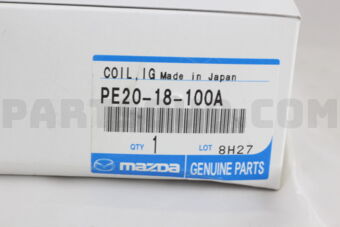 COIL, IG Made in Japan
PE20-18-100A
QTY 1 LOT 8H27
mazda GENUINE PARTS